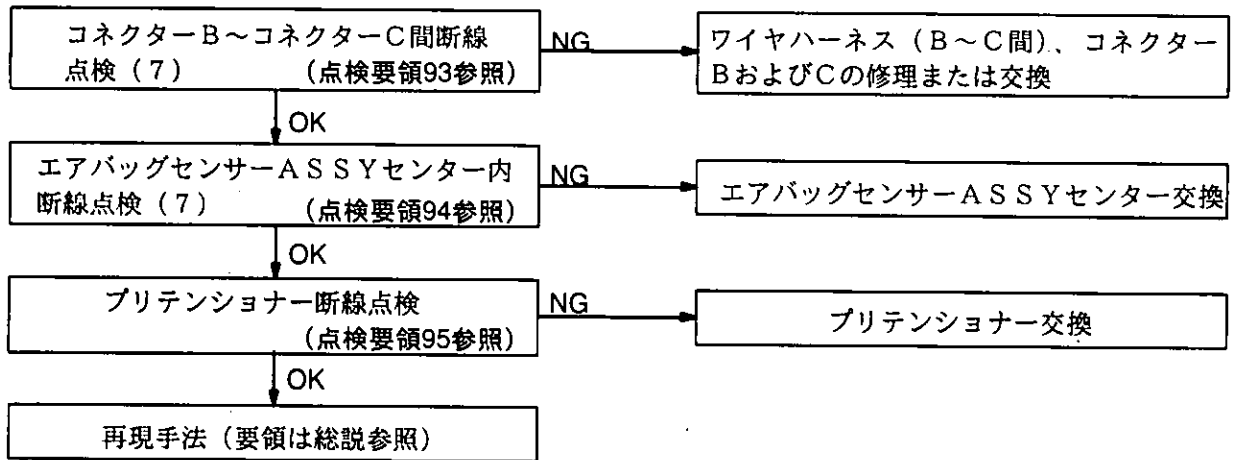 コネクターB~コネクターC間断線
点検(7) (点検要領93参照)
NG
ワイヤハーネス(B~C間)、コネクター
BおよびCの修理または交換
OK
エアバッグセンサーASSYセンター内
断線点検(7) (点検要領94参照)
NG
エアバッグセンサーASSYセンター交換
OK
プリテンショナー断線点検
(点検要領95参照)
NG
プリテンショナー交換
OK
再現手法(要領は総説参照)